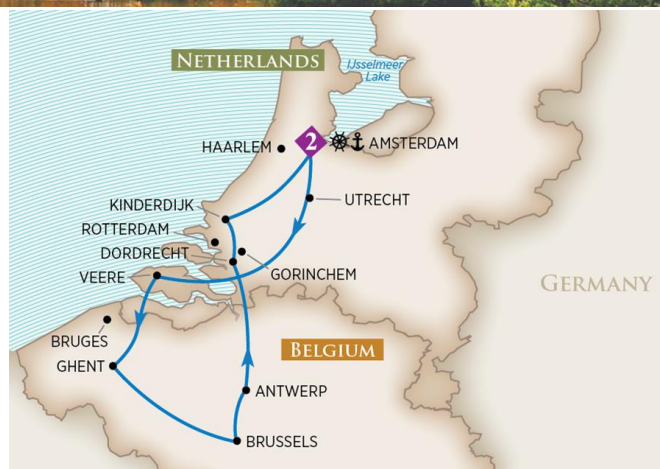 NETHERLANDS
IJsselmeer
Lake
HAARLEM
2
AMSTERDAM
UTRECHT
KINDERDIJK
ROTTERDAM
DORDRECHT
GORINCHEM
VEERE
GERMANY
BRUGES
BELGIUM
GHENT
ANTWERP
BRUSSELS